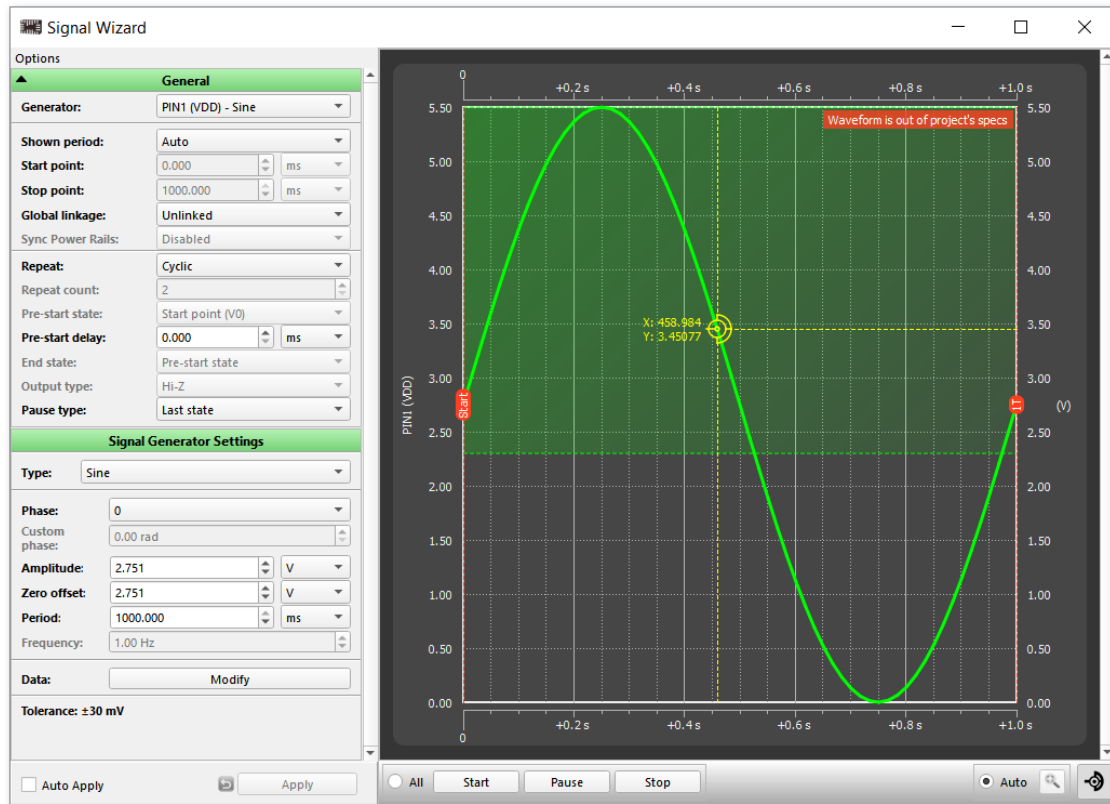 Signal Wizard
Options
General
Generator: PIN1 (VDD) - Sine
Shown period: Auto
Start point: 0.000 ms
Stop point: 1000.000 ms
Global linkage: Unlinked
Sync Power Rails: Disabled
Repeat: Cyclic
Repeat count: 2
Pre-start state: Start point (V0)
Pre-start delay: 0.000 ms
End state: Pre-start state
Output type: Hi-Z
Pause type: Last state
Signal Generator Settings
Type: Sine
Phase: 0
Custom
phase: 0.00 rad
Amplitude: 2.751 V
Zero offset: 2.751 V
Period: 1000.000 ms
Frequency: 1.00 Hz
Data: Modify
Tolerance: ±30 mV
Auto Apply Apply
0 +0.2 s +0.4 s +0.6 s +0.8 s +1.0 s
Waveform is out of project's specs
5.50 5.50
5.00 5.00
4.50 4.50
4.00 4.00
3.50 3.50
3.00 3.00
2.50 2.50
2.00 2.00
1.50 1.50
1.00 1.00
0.50 0.50
0.00 0.00
X: 458.984
Y: 3.45077
PIN1 (VDD)
Start
1T
(V)
0 +0.2 s +0.4 s +0.6 s +0.8 s +1.0 s
All Start Pause Stop Auto